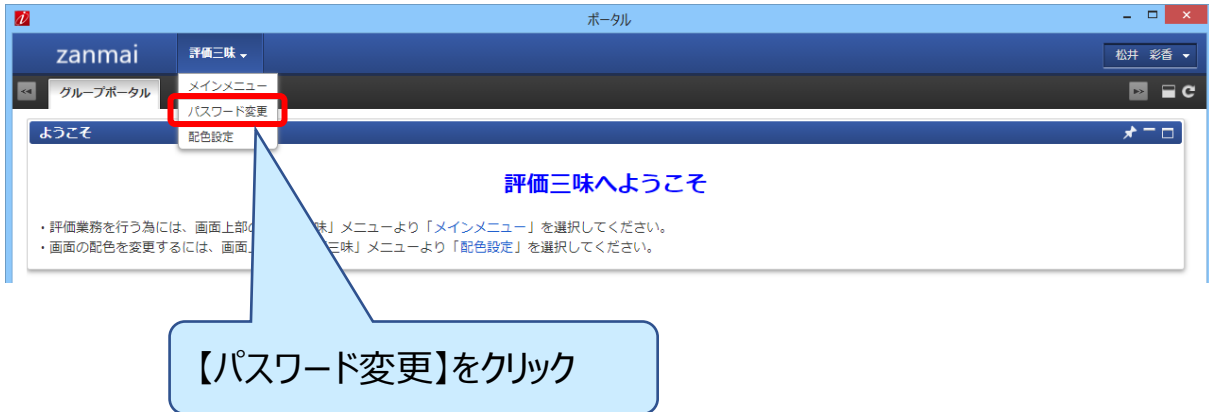 ポータル
zanmai
評価三味
松井 彩香
グループポータル
メインメニュー
パスワード変更
配色設定
ようこそ
評価三味へようこそ
・評価業務を行う為には、画面上部の 味」メニューより「メインメニュー」を選択してください。
・画面の配色を変更するには、画面 三味」メニューより「配色設定」を選択してください。
【パスワード変更】をクリック